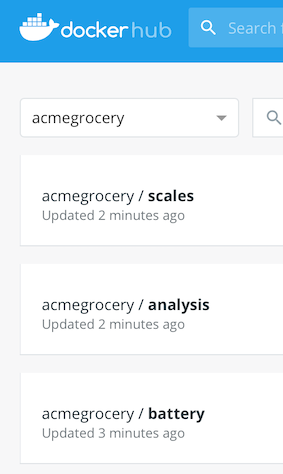 docker hub
Search
acmegrocery
acmegrocery / scales
Updated 2 minutes ago
acmegrocery / analysis
Updated 2 minutes ago
acmegrocery / battery
Updated 3 minutes ago